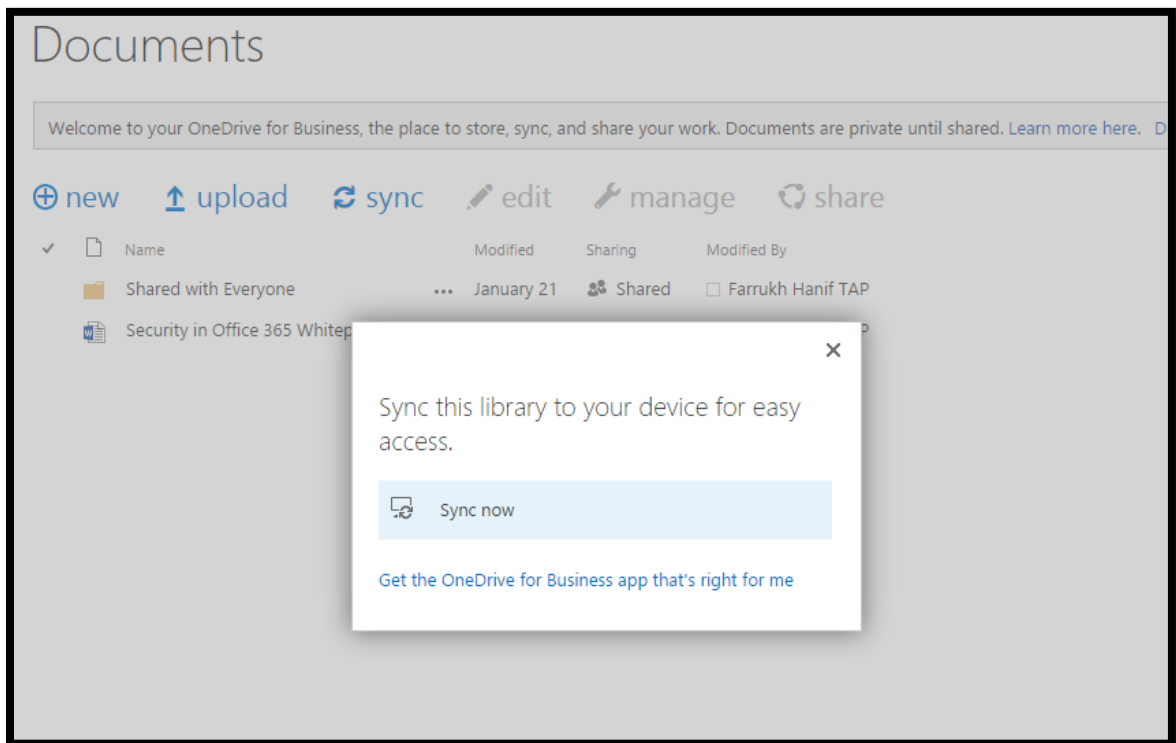 Documents
Welcome to your OneDrive for Business, the place to store, sync, and share your work. Documents are private until shared. Learn more here.
new upload sync edit manage share
Name Modified Sharing Modified By
Shared with Everyone ... January 21 Shared Farrukh Hanif TAP
Security in Office 365
Sync this library to your device for easy
access.
Sync now
Get the OneDrive for Business app that's right for me